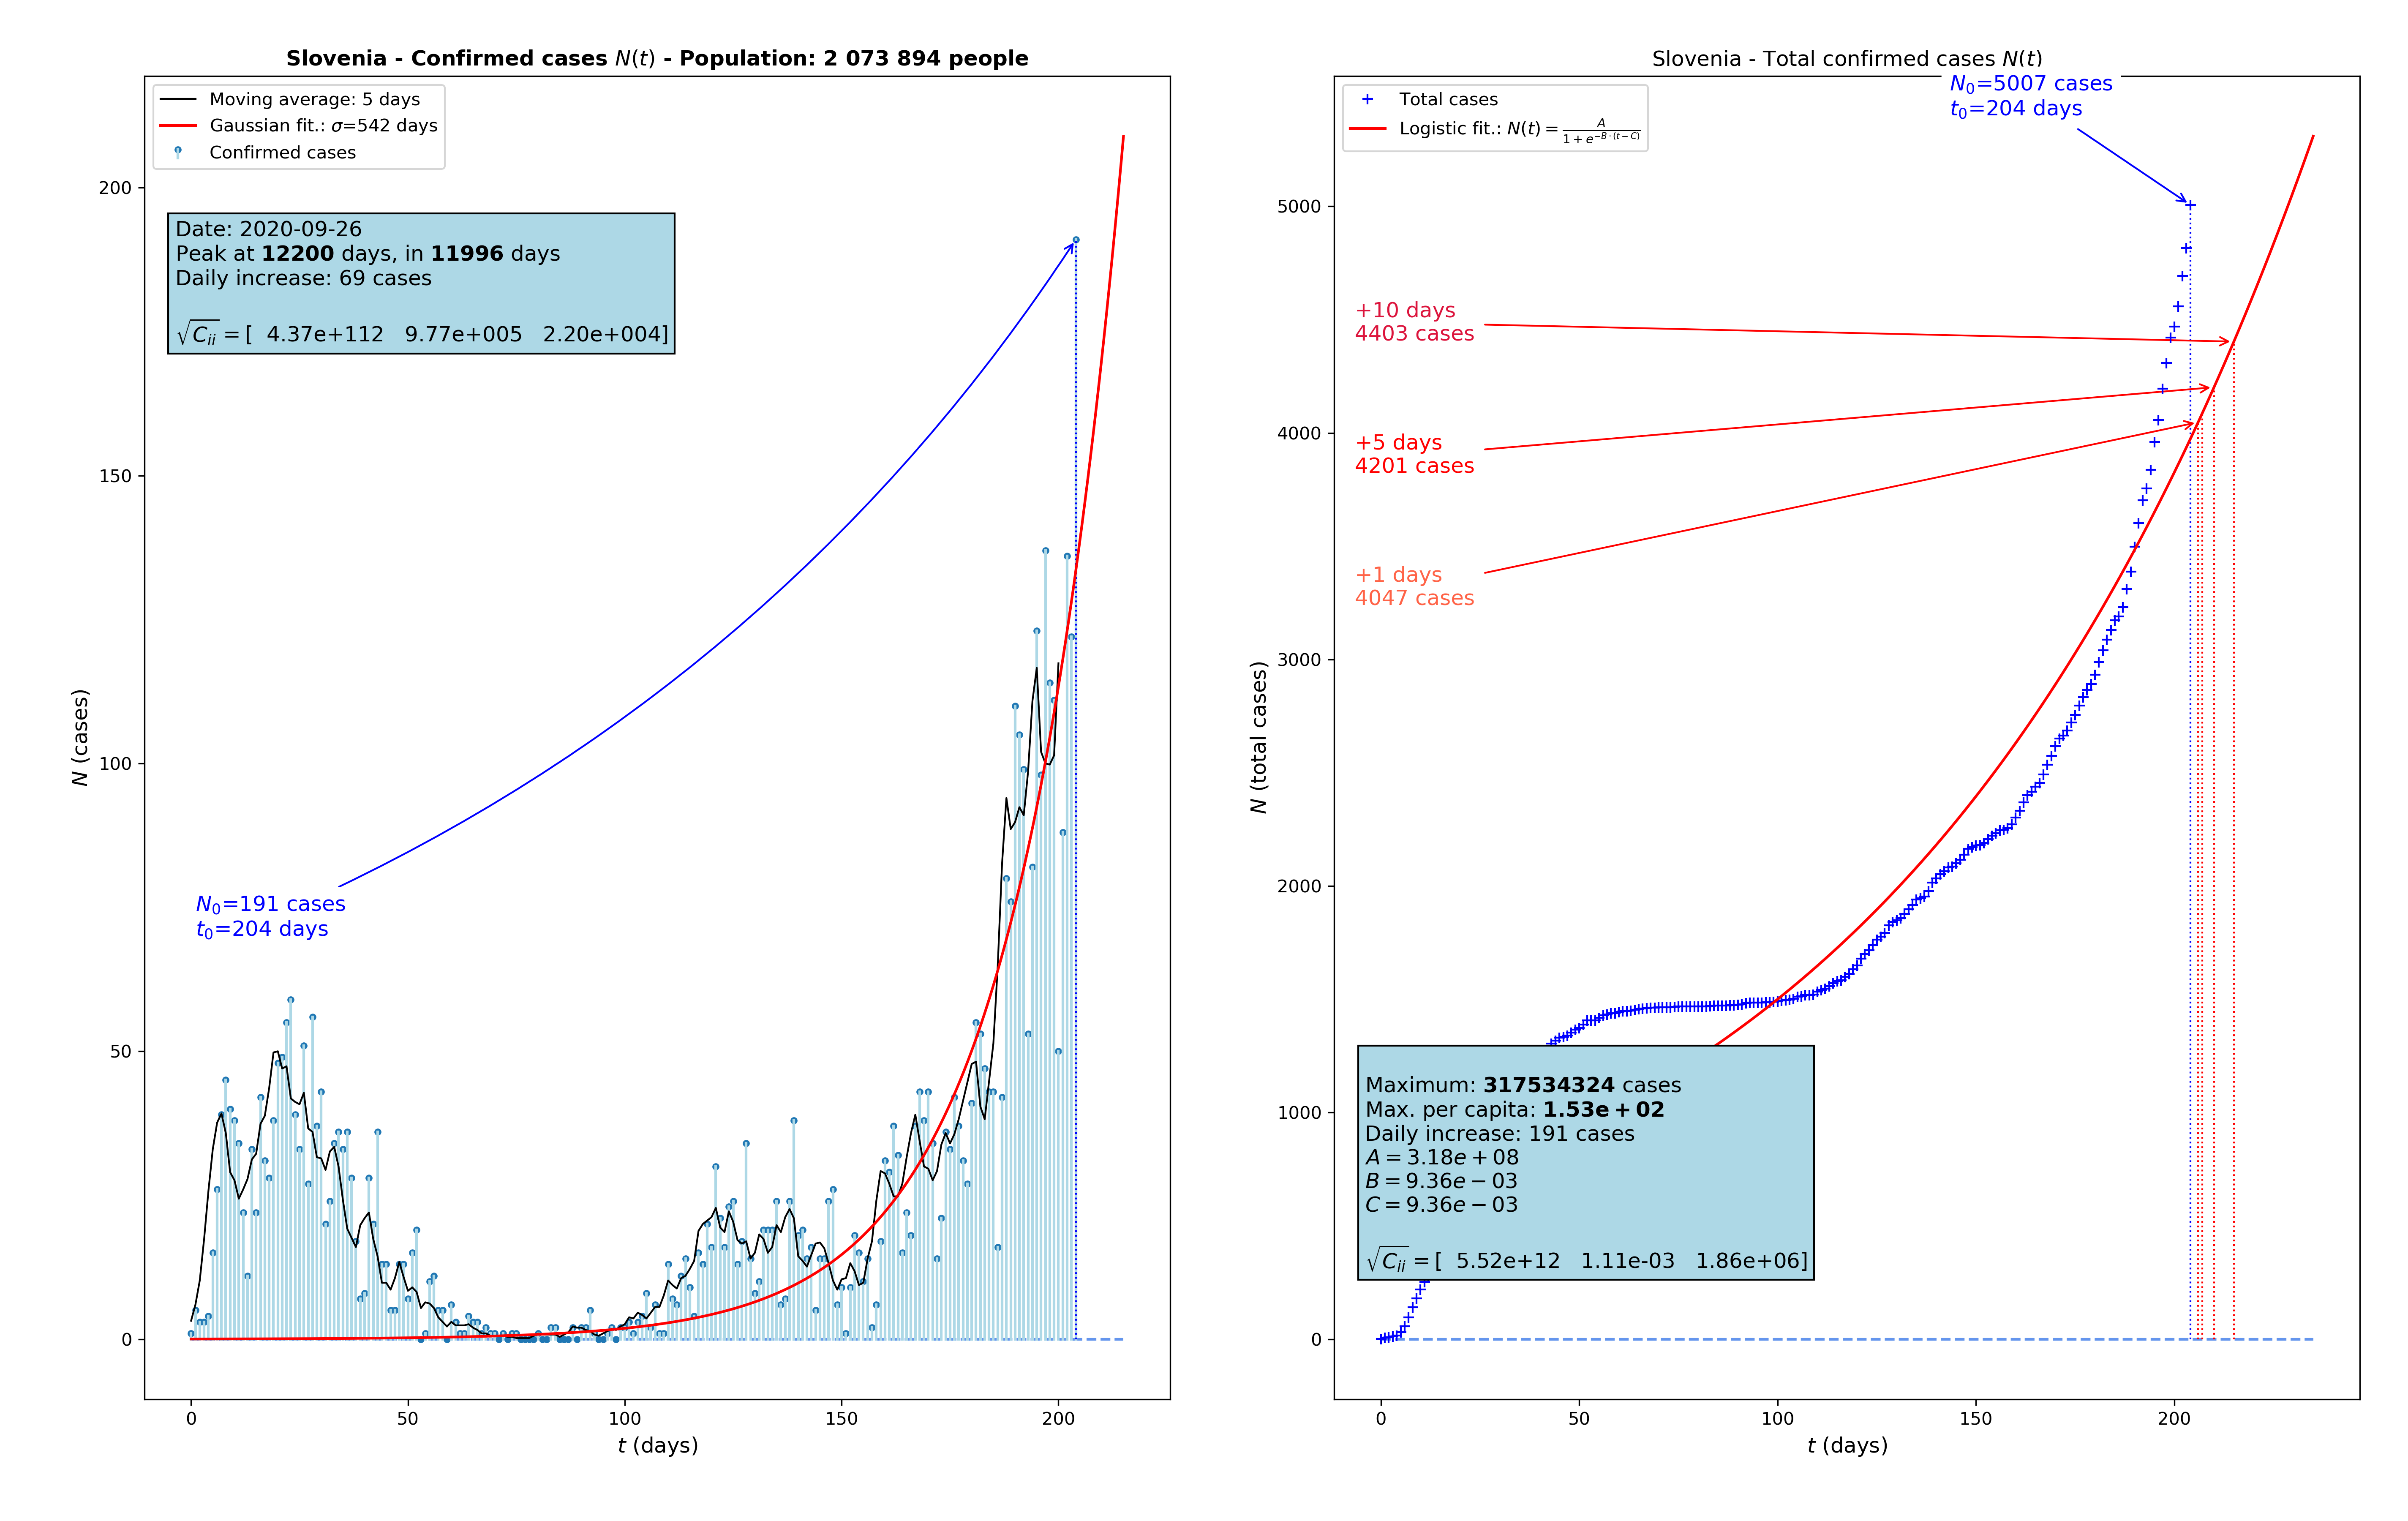 Slovenia - Confirmed cases N(t) - Population: 2 073 894 people
Moving average: 5 days
Gaussian fit.: σ=542 days
Confirmed cases
Date: 2020-09-26
Peak at 12200 days, in 11996 days
Daily increase: 69 cases
√C_ii = [ 4.37e+112 9.77e+005 2.20e+004]
N₀=191 cases
t₀=204 days
200
150
100
50
0
N (cases)
0 50 100 150 200
t (days)
Slovenia - Total confirmed cases N(t)
Total cases
Logistic fit.: N(t) = A / (1 + e^(−B·(t−C)))
N₀=5007 cases
t₀=204 days
+10 days
4403 cases
+5 days
4201 cases
+1 days
4047 cases
Maximum: 317534324 cases
Max. per capita: 1.53e + 02
Daily increase: 191 cases
A = 3.18e + 08
B = 9.36e − 03
C = 9.36e − 03
√C_ii = [ 5.52e+12 1.11e-03 1.86e+06]
5000
4000
3000
2000
1000
0
N (total cases)
0 50 100 150 200
t (days)